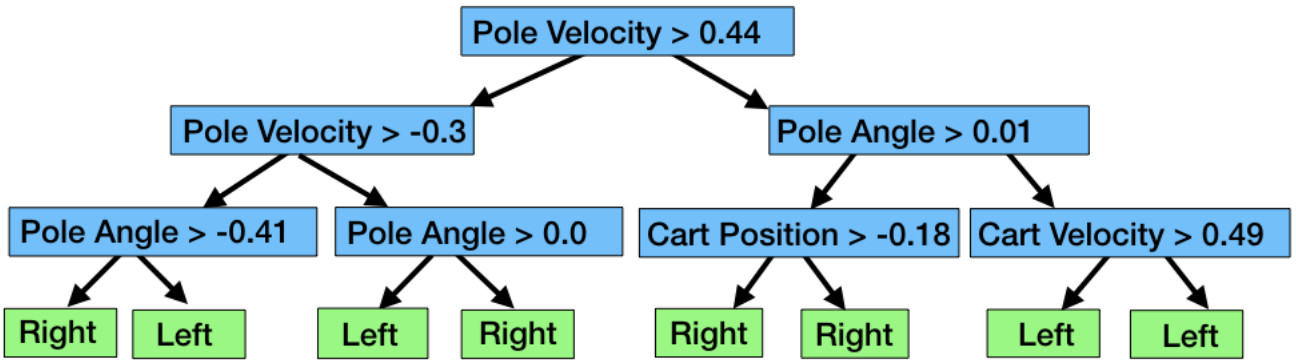 Pole Velocity > 0.44
Pole Velocity > -0.3
Pole Angle > 0.01
Pole Angle > -0.41
Pole Angle > 0.0
Cart Position > -0.18
Cart Velocity > 0.49
Right
Left
Left
Right
Right
Right
Left
Left